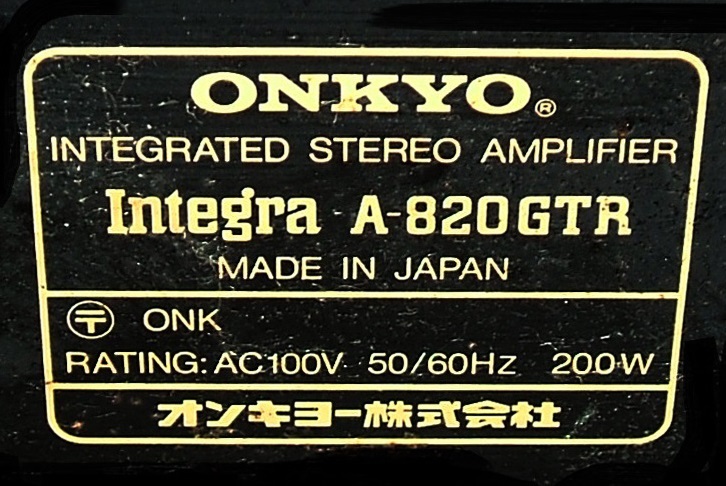 ONKYO®
INTEGRATED STEREO AMPLIFIER
Integra A-820GTR
MADE IN JAPAN
〶 ONK
RATING: AC100V 50/60Hz 200W
オンキヨー株式会社